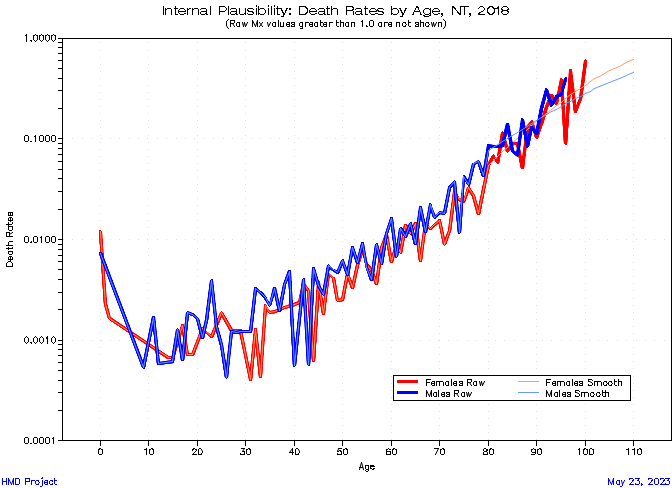 Internal Plausibility: Death Rates by Age, NT, 2018
(Raw Mx values greater than 1.0 are not shown)
1.0000
0.1000
0.0100
0.0010
0.0001
Death Rates
Females Raw
Females Smooth
Males Raw
Males Smooth
0 10 20 30 40 50 60 70 80 90 100 110
Age
HMD Project
May 23, 2023